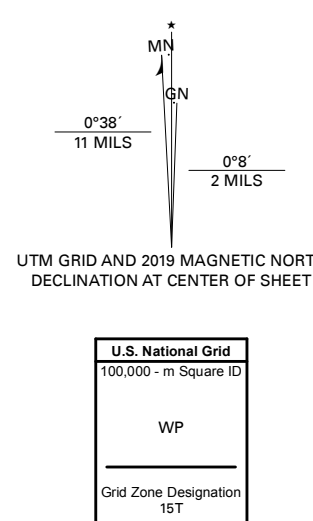 MN
GN
0°38´
11 MILS
0°8´
2 MILS
UTM GRID AND 2019 MAGNETIC NORT
DECLINATION AT CENTER OF SHEET
U.S. National Grid
100,000 - m Square ID
WP
Grid Zone Designation
15T